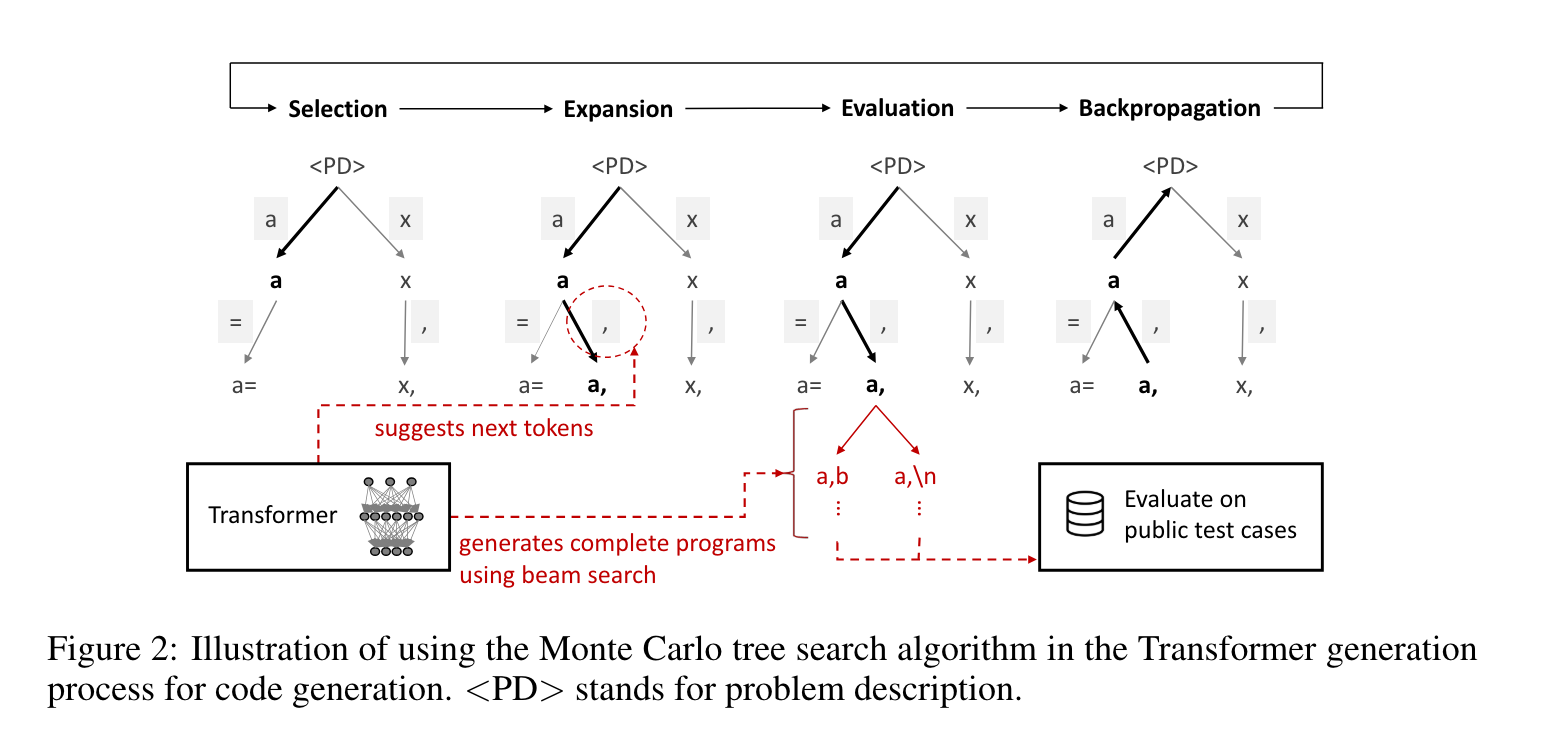 Selection Expansion Evaluation Backpropagation
<PD> <PD> <PD> <PD>
a x a x a x a x
a x a x a x a x
= , = , , = , , = , ,
a= x, a= a, x, a= a, x, a= a, x,
suggests next tokens
Transformer
generates complete programs
using beam search
a,b a,\n
⋮ ⋮
Evaluate on
public test cases
Figure 2: Illustration of using the Monte Carlo tree search algorithm in the Transformer generation
process for code generation. <PD> stands for problem description.